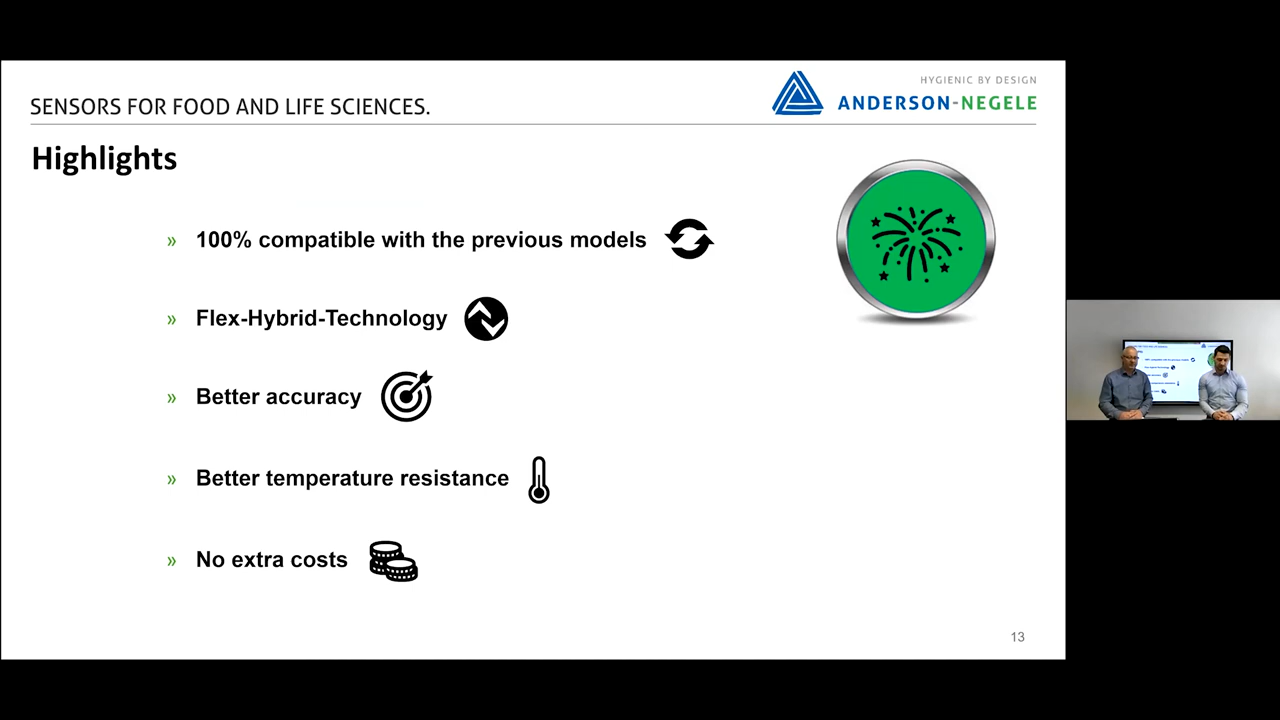 HYGIENIC BY DESIGN
ANDERSON-NEGELE
SENSORS FOR FOOD AND LIFE SCIENCES.
Highlights
» 100% compatible with the previous models
» Flex-Hybrid-Technology
» Better accuracy
» Better temperature resistance
» No extra costs
13